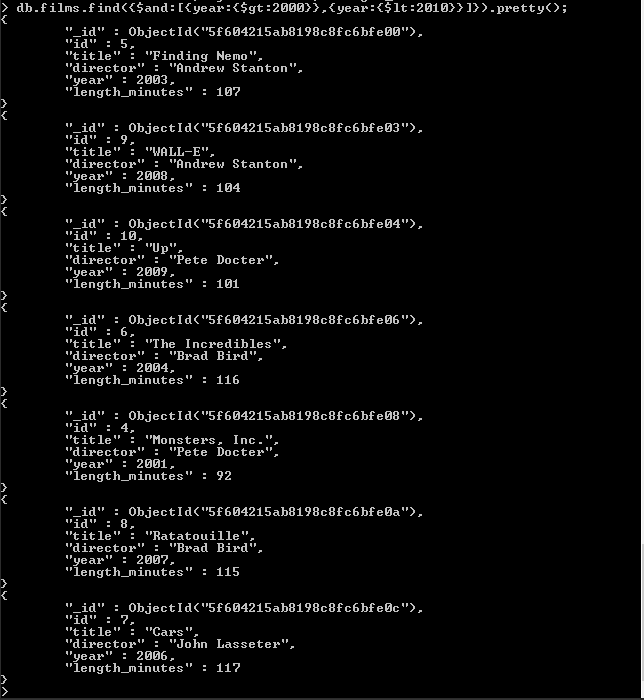 > db.films.find({$and:[{year:{$gt:2000}},{year:{$lt:2010}}]}).pretty();
{
"_id" : ObjectId("5f604215ab8198c8fc6bfe00"),
"id" : 5,
"title" : "Finding Nemo",
"director" : "Andrew Stanton",
"year" : 2003,
"length_minutes" : 107
}
{
"_id" : ObjectId("5f604215ab8198c8fc6bfe03"),
"id" : 9,
"title" : "WALL-E",
"director" : "Andrew Stanton",
"year" : 2008,
"length_minutes" : 104
}
{
"_id" : ObjectId("5f604215ab8198c8fc6bfe04"),
"id" : 10,
"title" : "Up",
"director" : "Pete Docter",
"year" : 2009,
"length_minutes" : 101
}
{
"_id" : ObjectId("5f604215ab8198c8fc6bfe06"),
"id" : 6,
"title" : "The Incredibles",
"director" : "Brad Bird",
"year" : 2004,
"length_minutes" : 116
}
{
"_id" : ObjectId("5f604215ab8198c8fc6bfe08"),
"id" : 4,
"title" : "Monsters, Inc.",
"director" : "Pete Docter",
"year" : 2001,
"length_minutes" : 92
}
{
"_id" : ObjectId("5f604215ab8198c8fc6bfe0a"),
"id" : 8,
"title" : "Ratatouille",
"director" : "Brad Bird",
"year" : 2007,
"length_minutes" : 115
}
{
"_id" : ObjectId("5f604215ab8198c8fc6bfe0c"),
"id" : 7,
"title" : "Cars",
"director" : "John Lasseter",
"year" : 2006,
"length_minutes" : 117
}
>